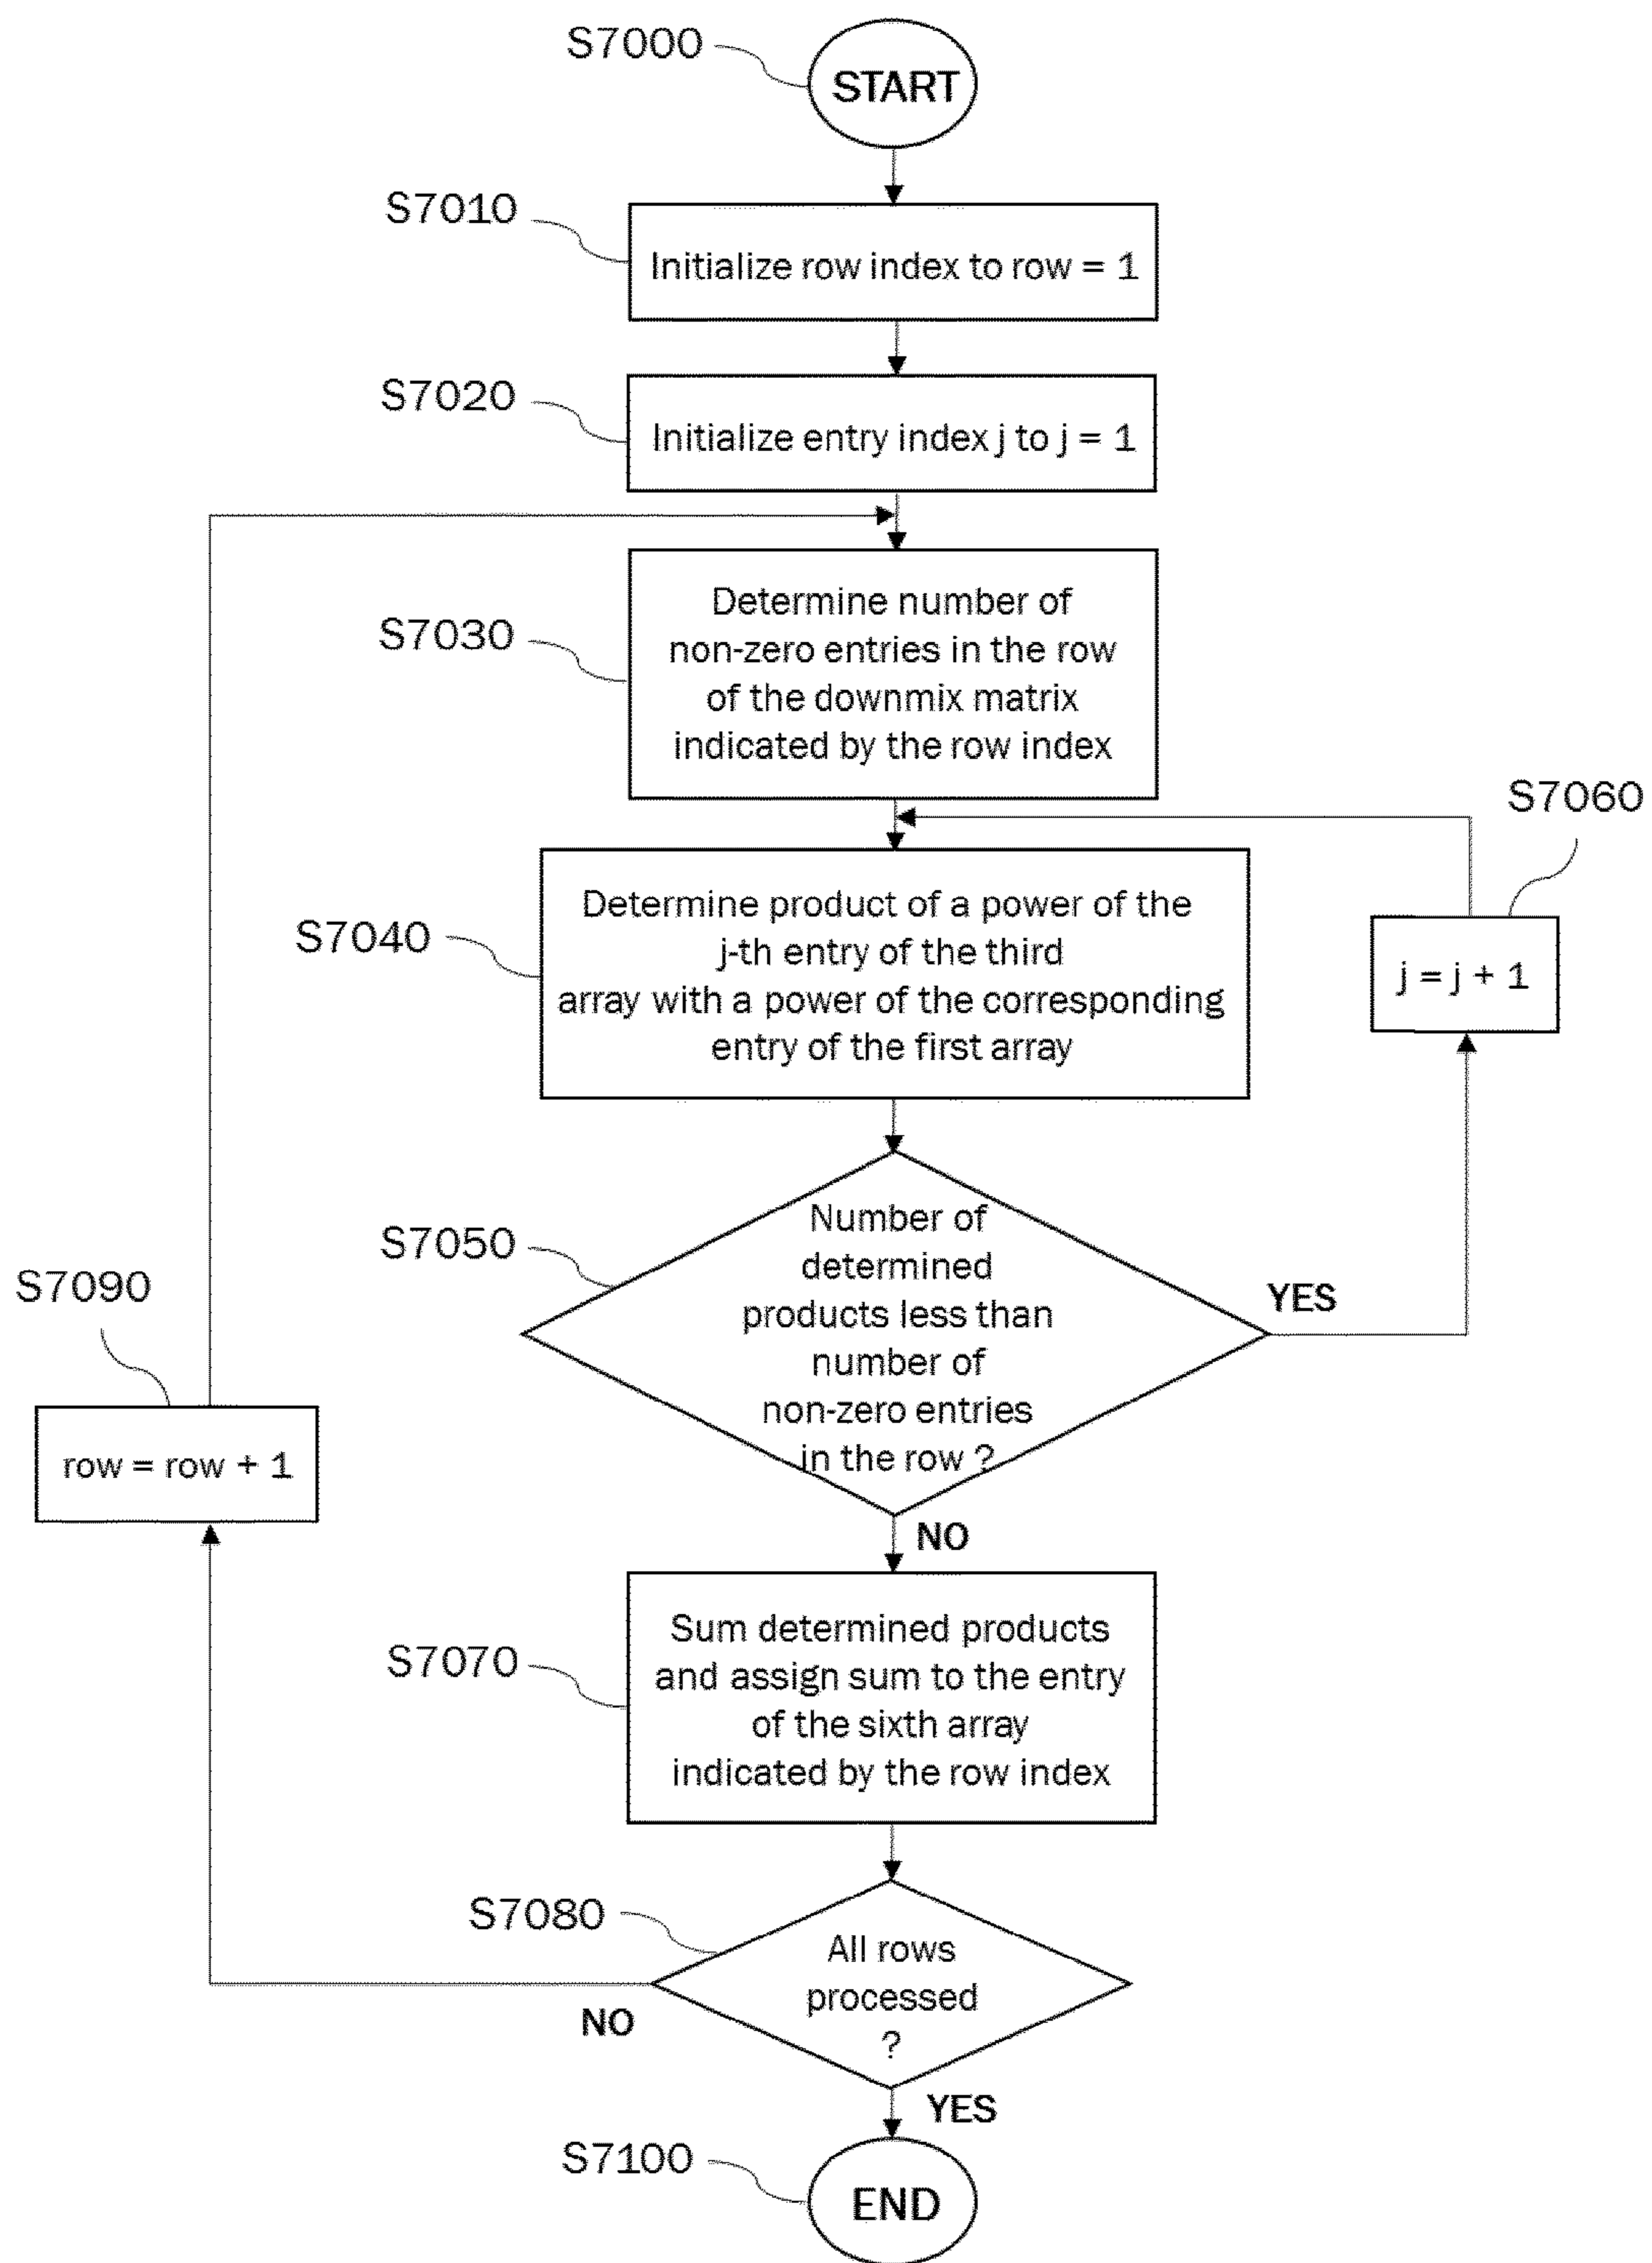 S7000
START
S7010
Initialize row index to row = 1
S7020
Initialize entry index j to j = 1
S7030
Determine number of
non-zero entries in the row
of the downmix matrix
indicated by the row index
S7060
j = j + 1
S7040
Determine product of a power of the
j-th entry of the third
array with a power of the corresponding
entry of the first array
S7050
Number of
determined
products less than
number of
non-zero entries
in the row ?
YES
NO
S7090
row = row + 1
S7070
Sum determined products
and assign sum to the entry
of the sixth array
indicated by the row index
S7080
All rows
processed
?
NO
YES
S7100
END